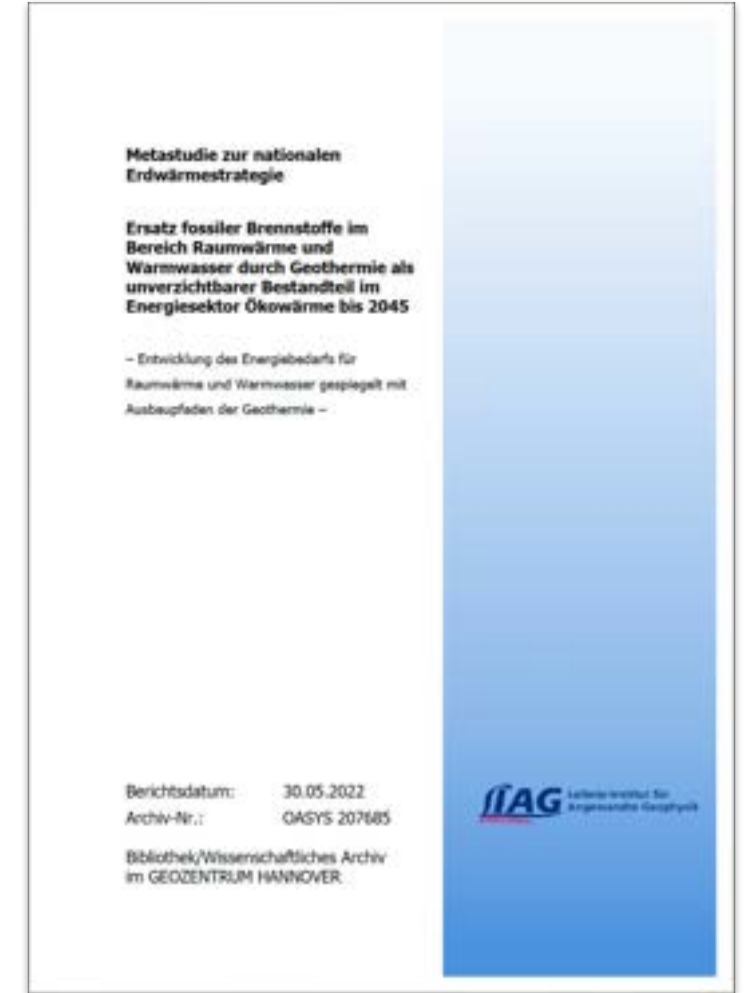 Metastudie zur nationalen
Erdwärmestrategie
Ersatz fossiler Brennstoffe im
Bereich Raumwärme und
Warmwasser durch Geothermie als
unverzichtbarer Bestandteil im
Energiesektor Ökowärme bis 2045
– Entwicklung des Energiebedarfs für
Raumwärme und Warmwasser gespiegelt mit
Ausbaupfaden der Geothermie –
Berichtsdatum: 30.05.2022
Archiv-Nr.: OASYS 207685
Bibliothek/Wissenschaftliches Archiv
im GEOZENTRUM HANNOVER
LIAG Leibniz-Institut für
Angewandte Geophysik